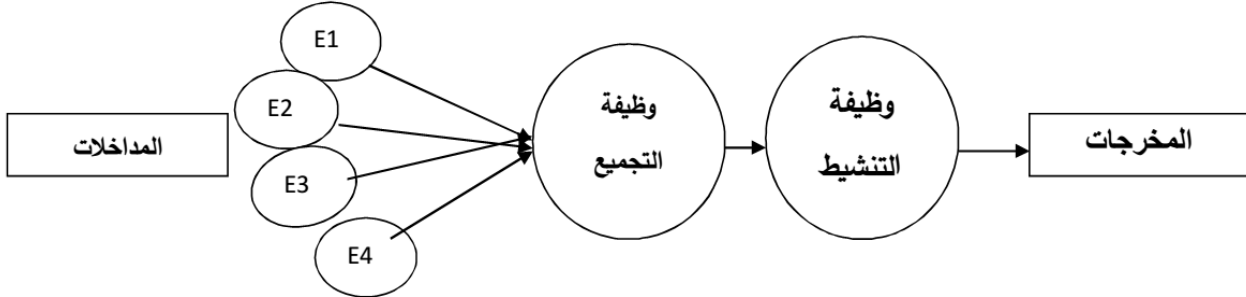 المداخلات
E1
E2
E3
E4
وظيفة
التجميع
وظيفة
التنشيط
المخرجات